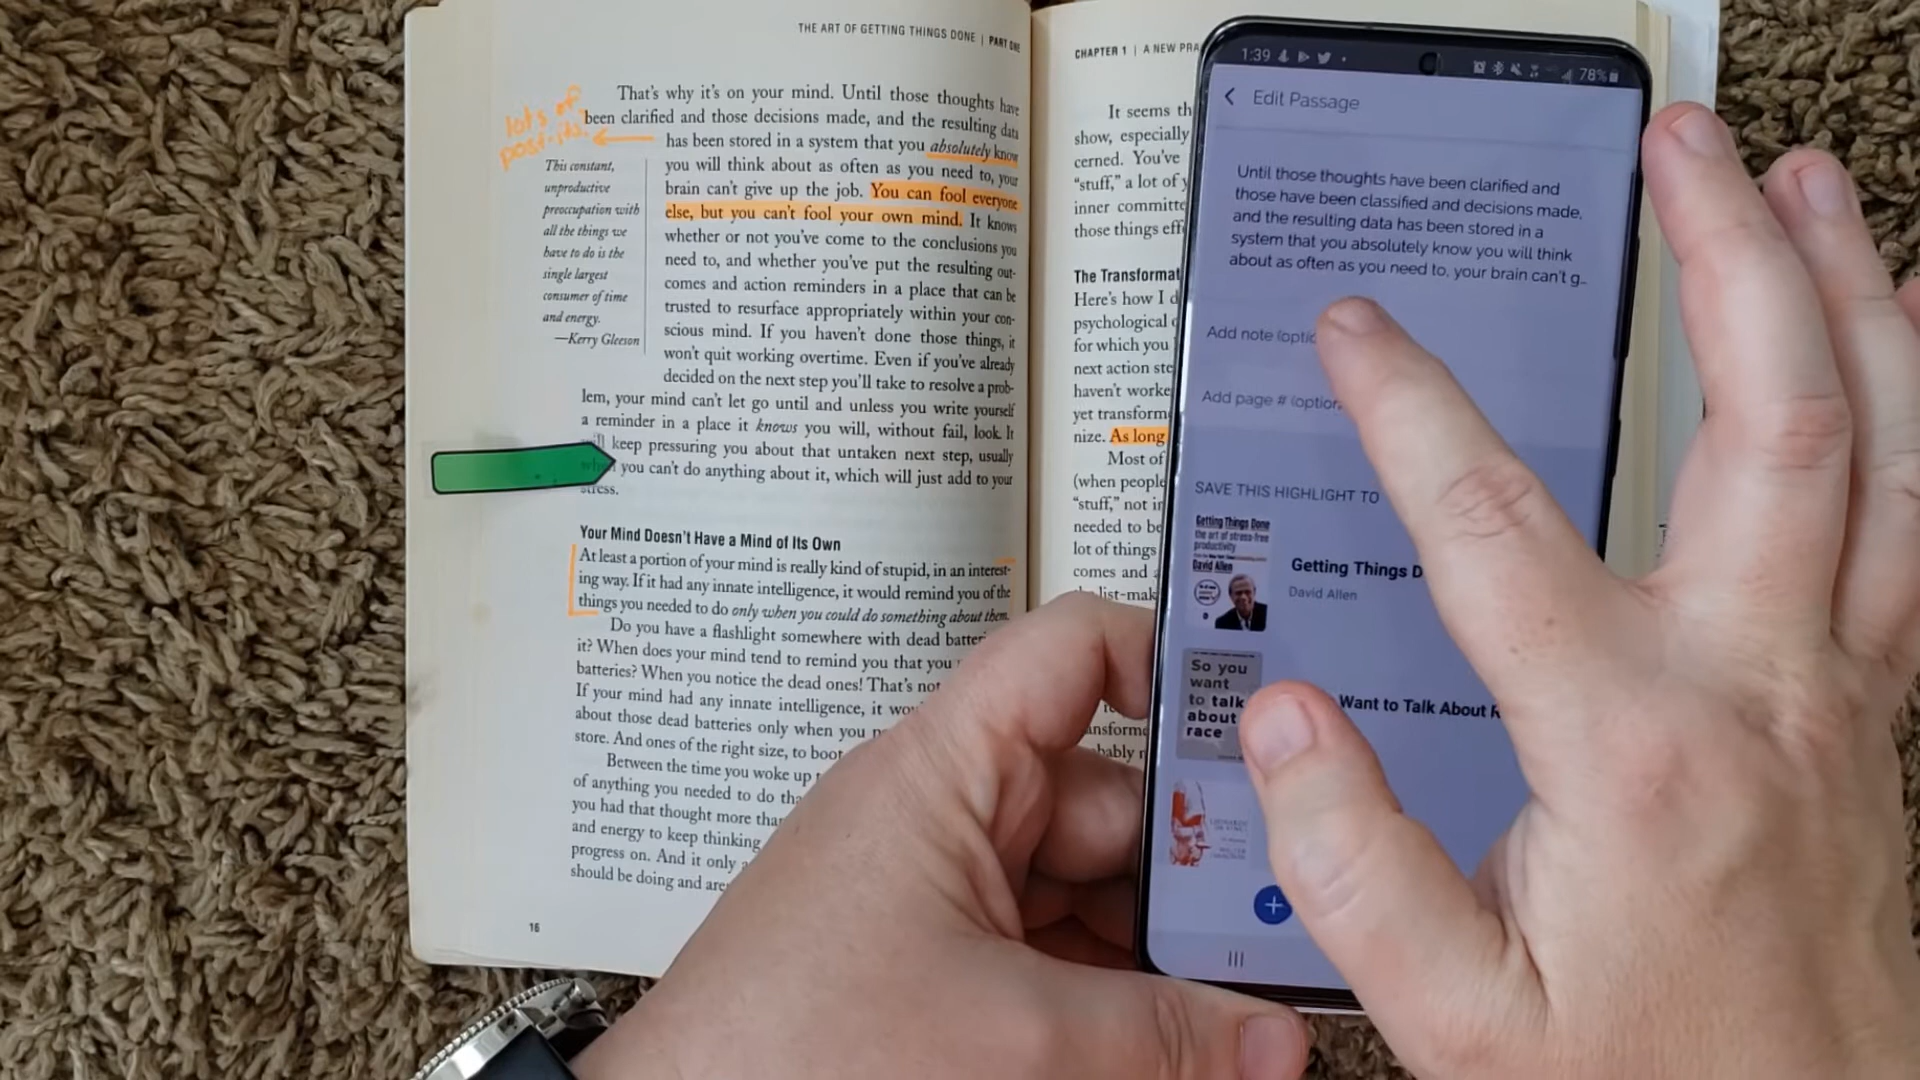 THE ART OF GETTING THINGS DONE | PART ONE
lots of
post-its
That's why it's on your mind. Until those thoughts have
been clarified and those decisions made, and the resulting data
has been stored in a system that you absolutely know
you will think about as often as you need to, your
brain can't give up the job. You can fool everyone
else, but you can't fool your own mind. It knows
whether or not you've come to the conclusions you
need to, and whether you've put the resulting out-
comes and action reminders in a place that can be
trusted to resurface appropriately within your con-
scious mind. If you haven't done those things, it
won't quit working overtime. Even if you've already
decided on the next step you'll take to resolve a prob-
lem, your mind can't let go until and unless you write yourself
a reminder in a place it knows you will, without fail, look. It
will keep pressuring you about that untaken next step, usually
when you can't do anything about it, which will just add to your
stress.
This constant,
unproductive
preoccupation with
all the things we
have to do is the
single largest
consumer of time
and energy.
—Kerry Gleeson
Your Mind Doesn't Have a Mind of Its Own
At least a portion of your mind is really kind of stupid, in an interest-
ing way. If it had any innate intelligence, it would remind you of the
things you needed to do only when you could do something about them.
Do you have a flashlight somewhere with dead batter
it? When does your mind tend to remind you that you
batteries? When you notice the dead ones! That's not
If your mind had any innate intelligence, it wou
about those dead batteries only when you p
store. And ones of the right size, to boot
Between the time you woke up t
of anything you needed to do tha
you had that thought more tha
and energy to keep thinking
progress on. And it only a
should be doing and are
16
CHAPTER 1 | A NEW PRA
It seems th
show, especially
cerned. You've
"stuff," a lot of y
inner committe
those things eff
The Transformat
Here's how I d
psychological
for which you
next action ste
haven't worke
yet transform
nize. As long
Most of
(when people
"stuff," not in
needed to be
lot of things
comes and a
list-mak
ansforme
bably r
1:39
78%
Edit Passage
Until those thoughts have been clarified and
those have been classified and decisions made,
and the resulting data has been stored in a
system that you absolutely know you will think
about as often as you need to, your brain can't g...
Add note (optio
Add page # (option
SAVE THIS HIGHLIGHT TO
Getting Things Done
the art of stress-free
productivity
David Allen
Getting Things D
David Allen
So you
want
to talk
about
race
Want to Talk About R